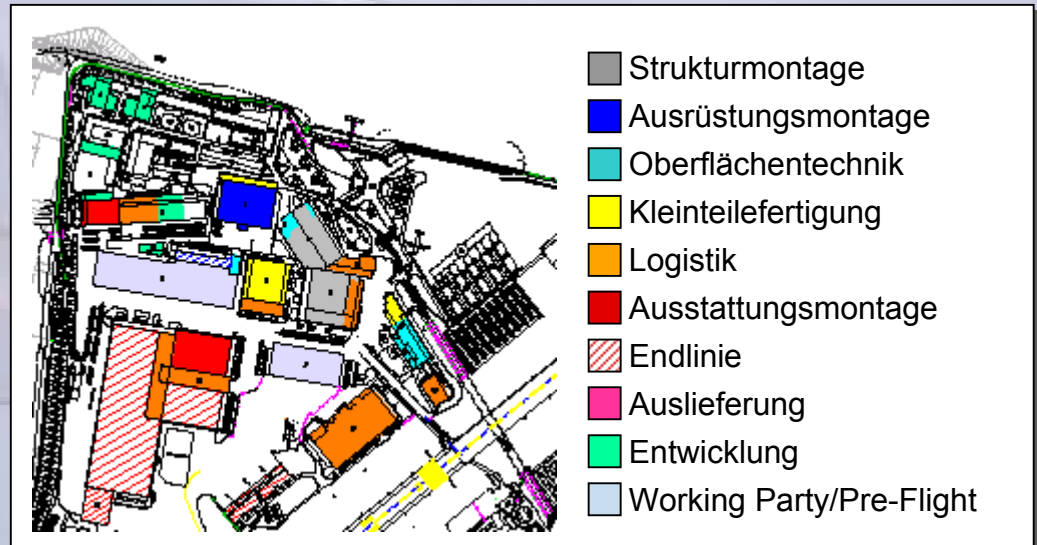 Strukturmontage
Ausrüstungsmontage
Oberflächentechnik
Kleinteilefertigung
Logistik
Ausstattungsmontage
Endlinie
Auslieferung
Entwicklung
Working Party/Pre-Flight